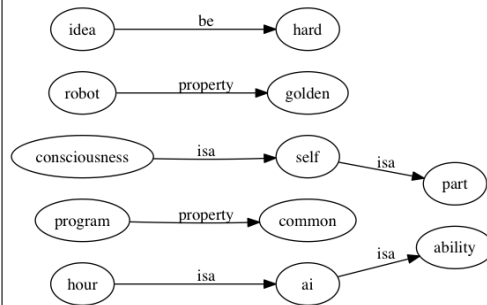 idea be hard
robot property golden
consciousness isa self isa part
program property common
hour isa ai isa ability